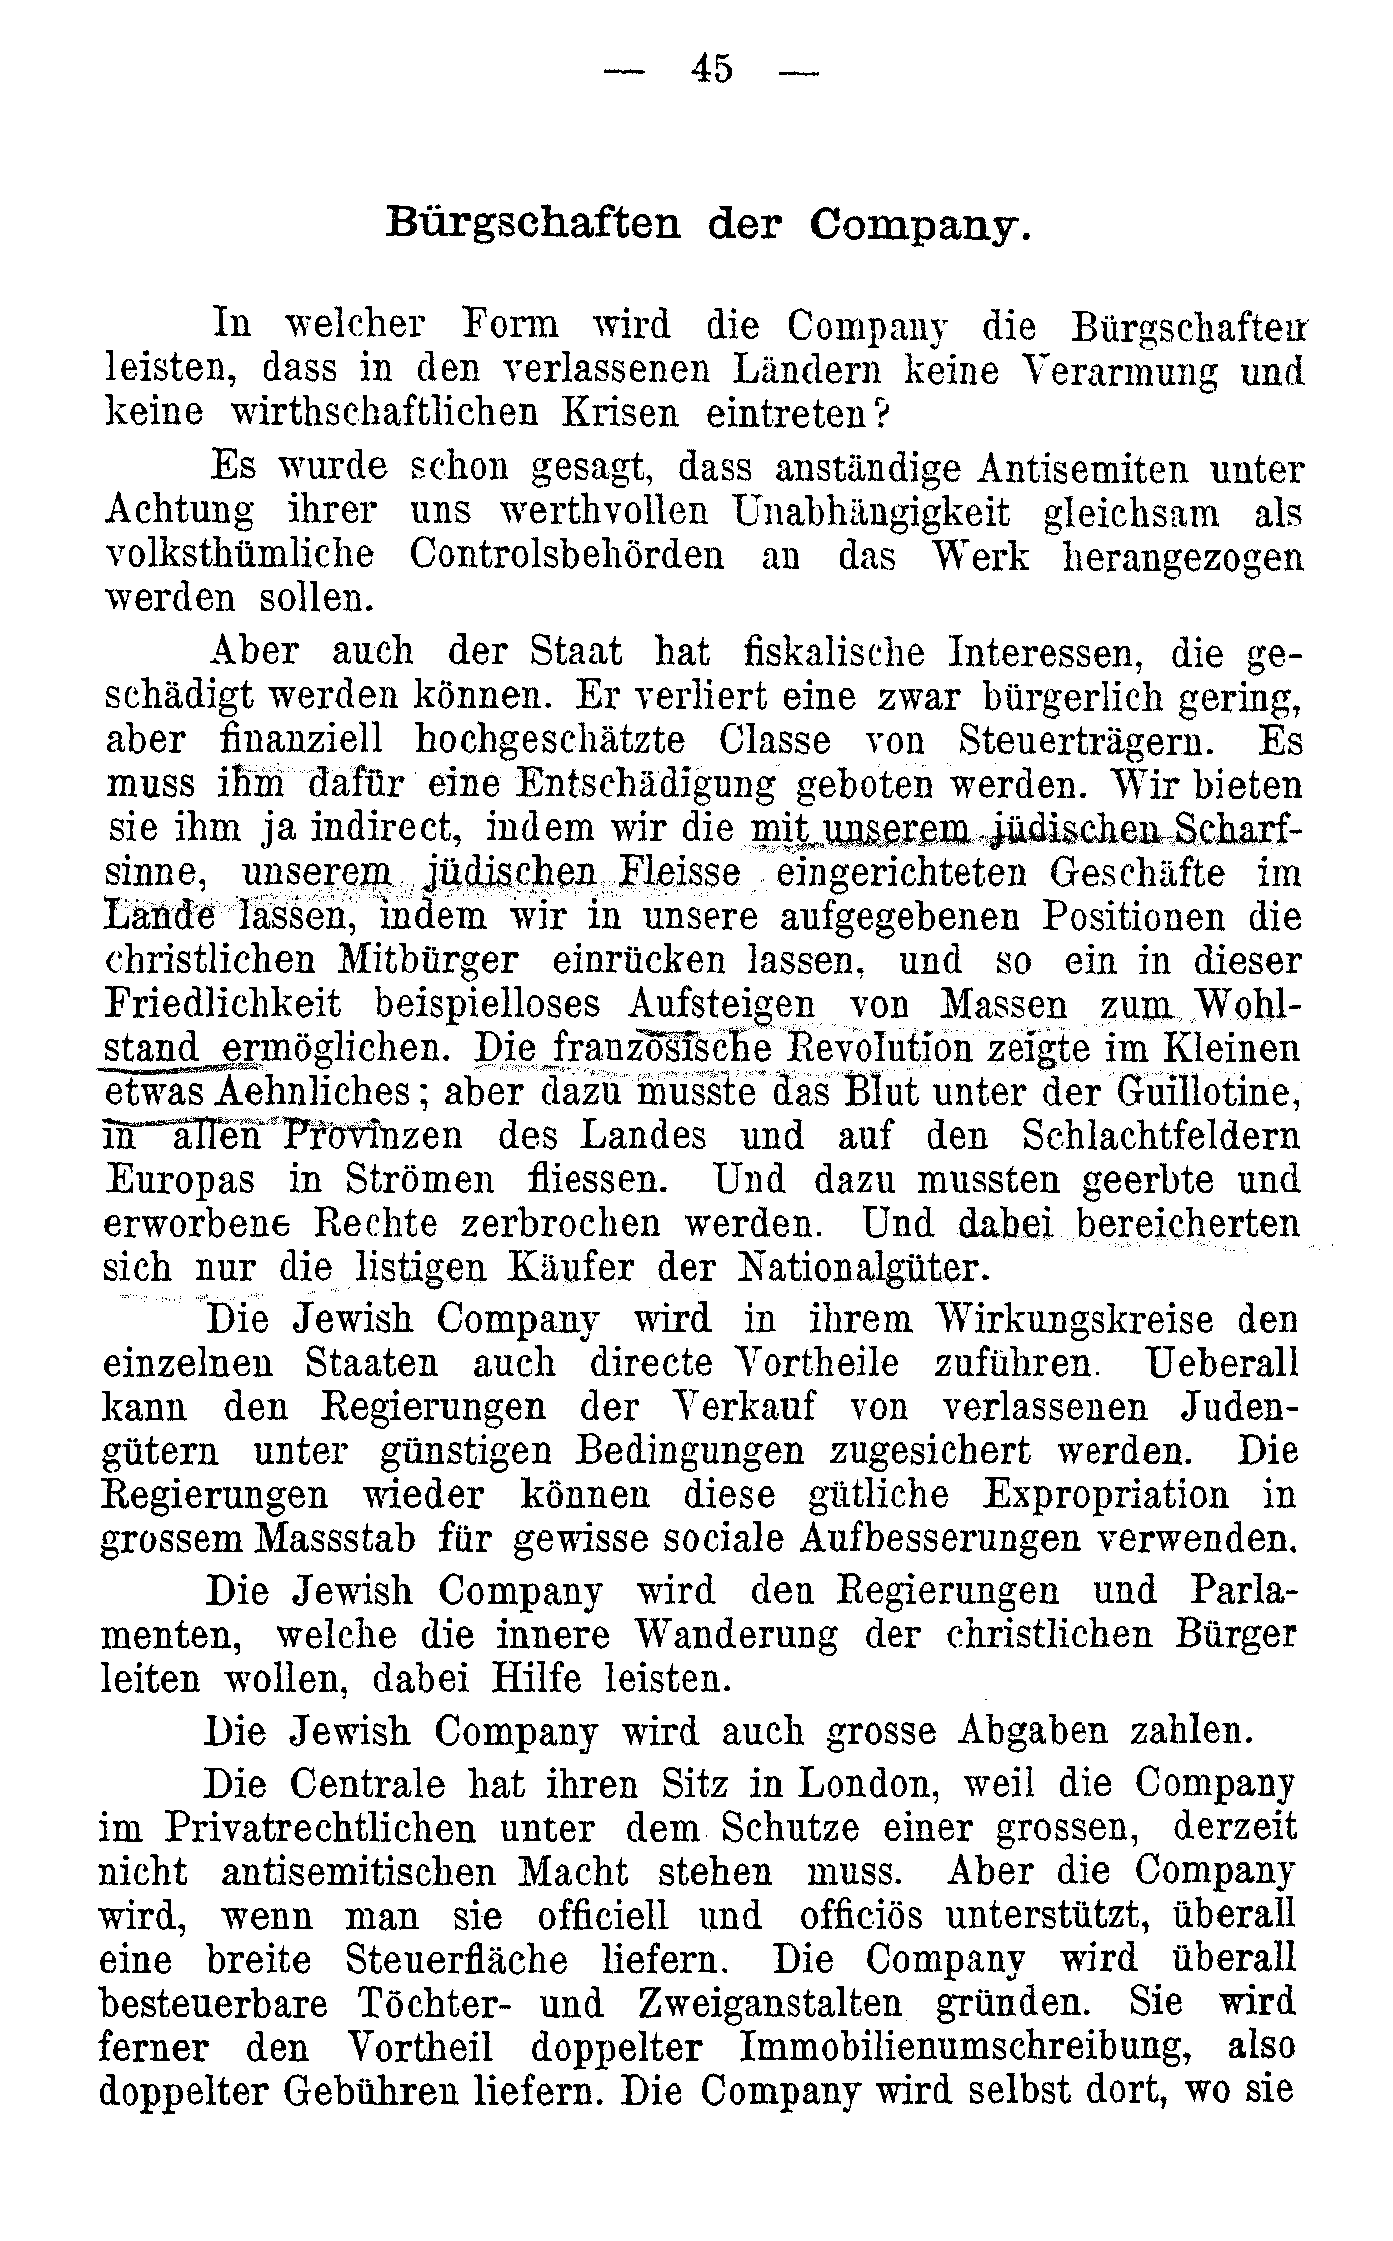 — 45 —
Bürgschaften der Company.
In welcher Form wird die Company die Bürgschaften
leisten, dass in den verlassenen Ländern keine Verarmung und
keine wirthschaftlichen Krisen eintreten?
Es wurde schon gesagt, dass anständige Antisemiten unter
Achtung ihrer uns werthvollen Unabhängigkeit gleichsam als
volksthümliche Controlsbehörden an das Werk herangezogen
werden sollen.
Aber auch der Staat hat fiskalische Interessen, die ge-
schädigt werden können. Er verliert eine zwar bürgerlich gering,
aber finanziell hochgeschätzte Classe von Steuerträgern. Es
muss ihm dafür eine Entschädigung geboten werden. Wir bieten
sie ihm ja indirect, indem wir die mit unserem jüdischen Scharf-
sinne, unserem jüdischen Fleisse eingerichteten Geschäfte im
Lande lassen, indem wir in unsere aufgegebenen Positionen die
christlichen Mitbürger einrücken lassen, und so ein in dieser
Friedlichkeit beispielloses Aufsteigen von Massen zum Wohl-
stand ermöglichen. Die französische Revolution zeigte im Kleinen
etwas Aehnliches; aber dazu musste das Blut unter der Guillotine,
in allen Provinzen des Landes und auf den Schlachtfeldern
Europas in Strömen fliessen. Und dazu mussten geerbte und
erworbene Rechte zerbrochen werden. Und dabei bereicherten
sich nur die listigen Käufer der Nationalgüter.
Die Jewish Company wird in ihrem Wirkungskreise den
einzelnen Staaten auch directe Vortheile zuführen. Ueberall
kann den Regierungen der Verkauf von verlassenen Juden-
gütern unter günstigen Bedingungen zugesichert werden. Die
Regierungen wieder können diese gütliche Expropriation in
grossem Massstab für gewisse sociale Aufbesserungen verwenden.
Die Jewish Company wird den Regierungen und Parla-
menten, welche die innere Wanderung der christlichen Bürger
leiten wollen, dabei Hilfe leisten.
Die Jewish Company wird auch grosse Abgaben zahlen.
Die Centrale hat ihren Sitz in London, weil die Company
im Privatrechtlichen unter dem Schutze einer grossen, derzeit
nicht antisemitischen Macht stehen muss. Aber die Company
wird, wenn man sie officiell und officiös unterstützt, überall
eine breite Steuerfläche liefern. Die Company wird überall
besteuerbare Töchter- und Zweiganstalten gründen. Sie wird
ferner den Vortheil doppelter Immobilienumschreibung, also
doppelter Gebühren liefern. Die Company wird selbst dort, wo sie